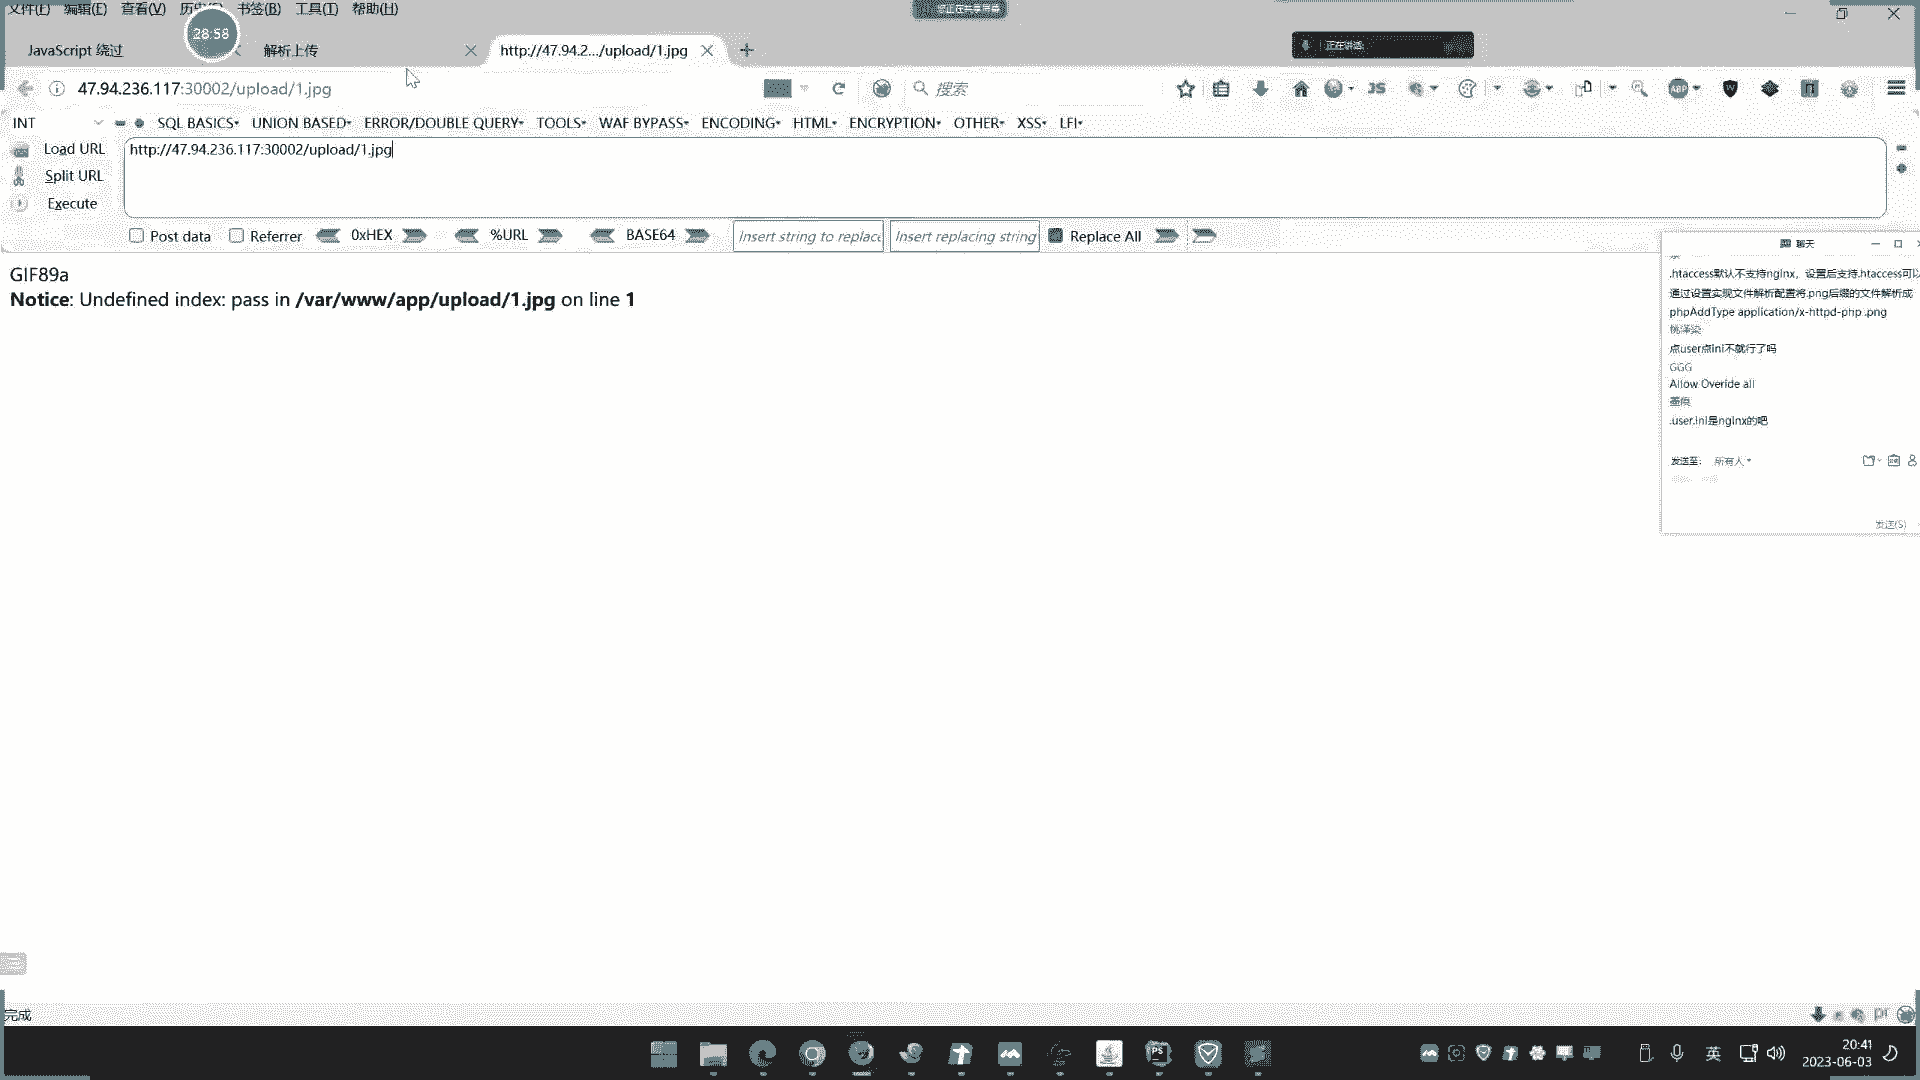 文件(F) 编辑(E) 查看(V) 书签(B) 工具(T) 帮助(H)
28:58
您正在共享屏幕
正在讲话:
JavaScript 绕过
解析上传
http://47.94.2.../upload/1.jpg
47.94.236.117:30002/upload/1.jpg
搜索
JS
ABP
INT
SQL BASICS UNION BASED ERROR/DOUBLE QUERY TOOLS WAF BYPASS ENCODING HTML ENCRYPTION OTHER XSS LFI
Load URL
http://47.94.236.117:30002/upload/1.jpg
Split URL
Execute
Post data Referrer 0xHEX %URL BASE64 Insert string to replace Insert replacing string Replace All
GIF89a
Notice: Undefined index: pass in /var/www/app/upload/1.jpg on line 1
聊天
.htaccess默认不支持nginx，设置后支持.htaccess可以
通过设置实现文件解析配置将.png后缀的文件解析成
phpAddType application/x-httpd-php .png
点user点ini不就行了吗
GGG
Allow Overide all
.user.ini是nginx的吧
发送至: 所有人
发送(S)
完成
英
20:41
2023-06-03